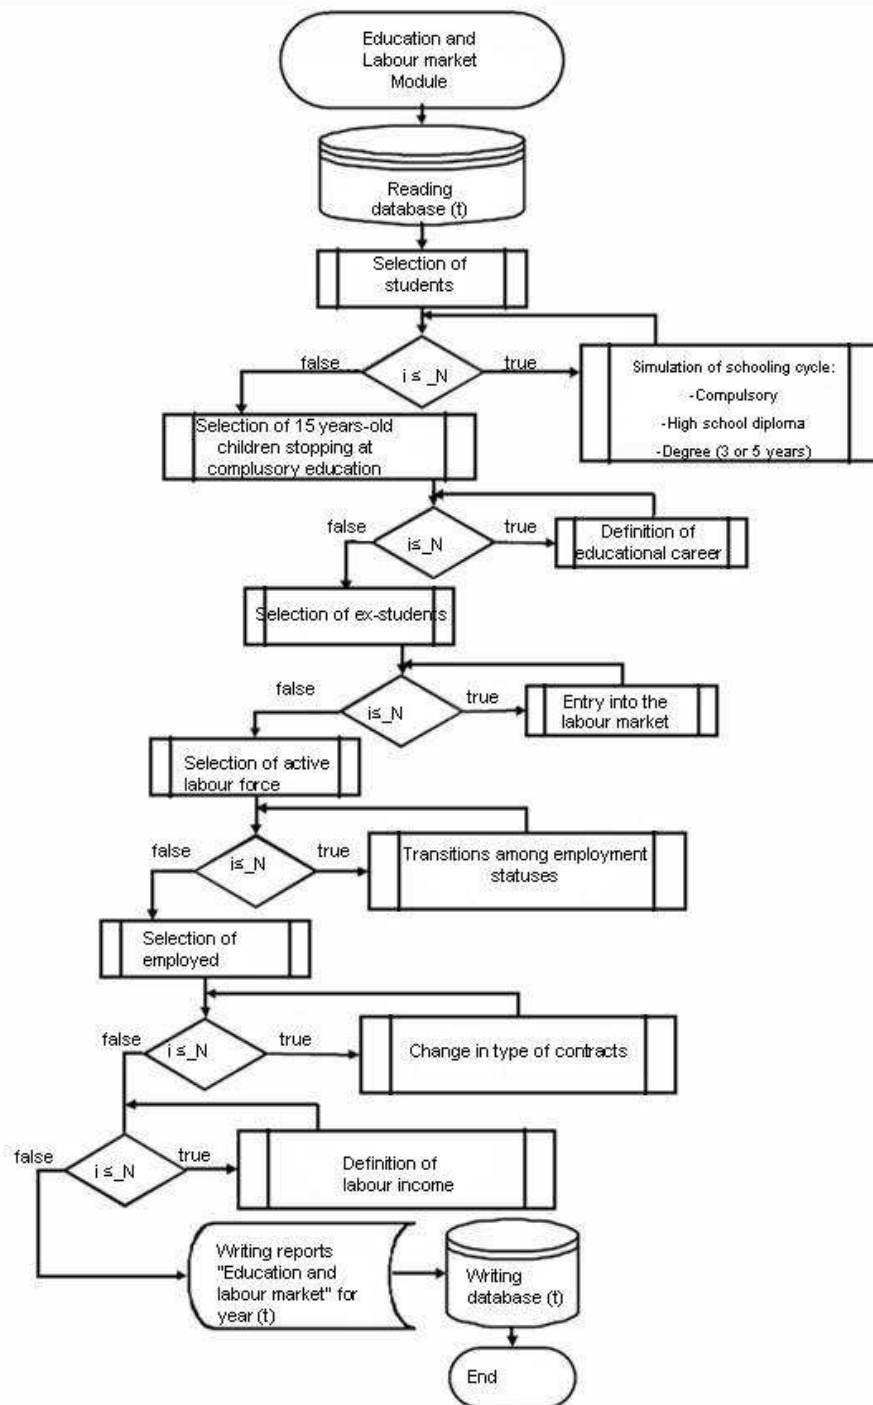 Education and
Labour market
Module
Reading
database (t)
Selection of
students
false
i ≤ _N
true
Simulation of schooling cycle:
-Compulsory
-High school diploma
-Degree (3 or 5 years)
Selection of 15 years-old
children stopping at
complusory education
false
i≤_N
true
Definition of
educational career
Selection of ex-students
false
i≤_N
true
Entry into the
labour market
Selection of active
labour force
false
i≤_N
true
Transitions among employment
statuses
Selection of
employed
false
i ≤_N
true
Change in type of contracts
false
i ≤_N
true
Definition of
labour income
Writing reports
"Education and
labour market" for
year (t)
Writing
database (t)
End